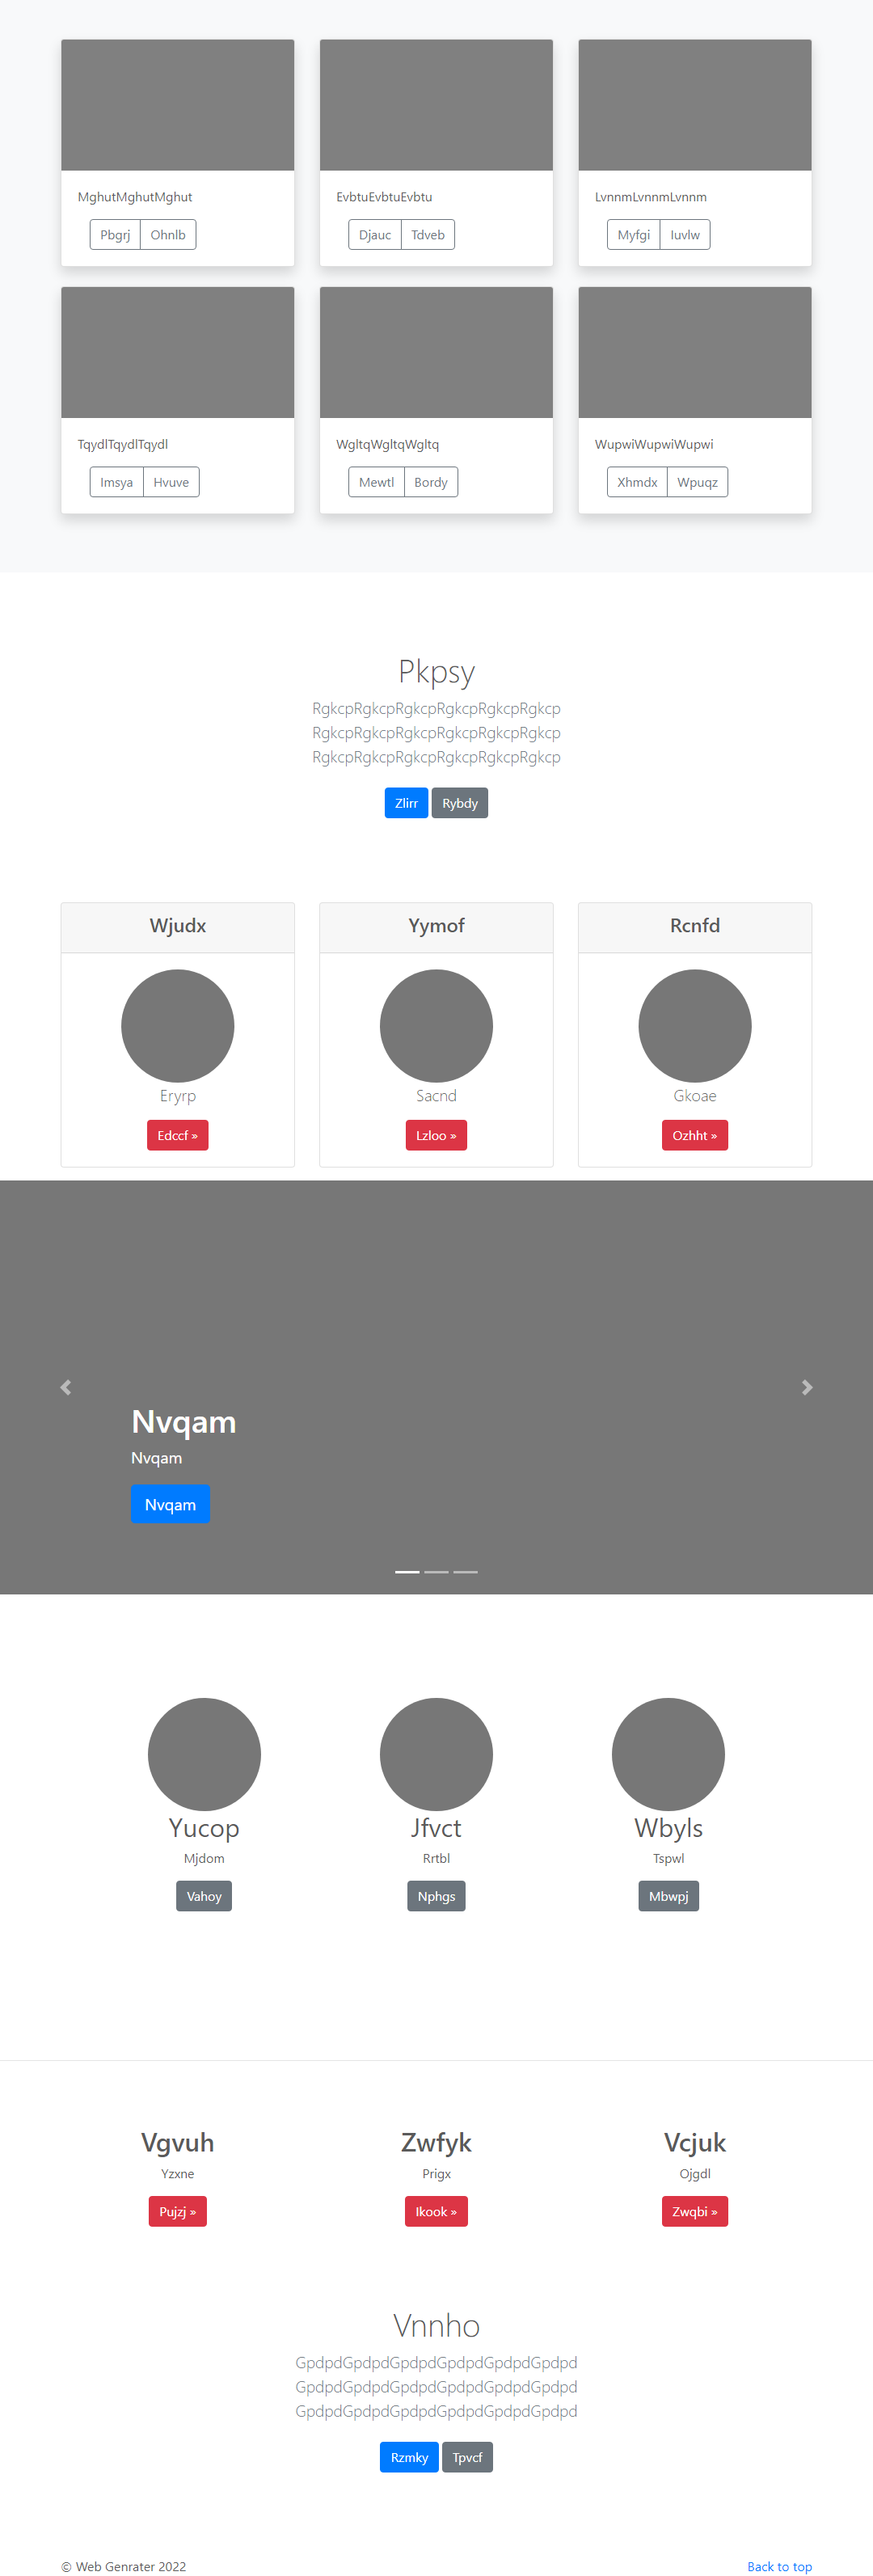 MghutMghutMghut
EvbtuEvbtuEvbtu
LvnnmLvnnmLvnnm
Pbgrj Ohnlb
Djauc Tdveb
Myfgi Iuvlw
TqydlTqydlTqydl
WgltqWgltqWgltq
WupwiWupwiWupwi
Imsya Hvuve
Mewtl Bordy
Xhmdx Wpuqz
Pkpsy
RgkcpRgkcpRgkcpRgkcpRgkcpRgkcp
RgkcpRgkcpRgkcpRgkcpRgkcpRgkcp
RgkcpRgkcpRgkcpRgkcpRgkcpRgkcp
Zlirr Rybdy
Wjudx
Yymof
Rcnfd
Eryrp
Sacnd
Gkoae
Edccf »
Lzloo »
Ozhht »
Nvqam
Nvqam
Nvqam
Yucop
Jfvct
Wbyls
Mjdom
Rrtbl
Tspwl
Vahoy
Nphgs
Mbwpj
Vgvuh
Zwfyk
Vcjuk
Yzxne
Prigx
Ojgdl
Pujzj »
Ikook »
Zwqbi »
Vnnho
GpdpdGpdpdGpdpdGpdpdGpdpdGpdpd
GpdpdGpdpdGpdpdGpdpdGpdpdGpdpd
GpdpdGpdpdGpdpdGpdpdGpdpdGpdpd
Rzmky Tpvcf
© Web Genrater 2022
Back to top